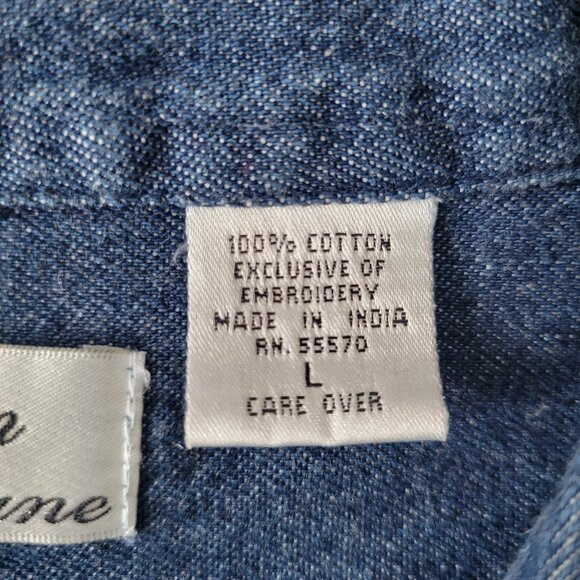 100% COTTON
EXCLUSIVE OF
EMBROIDERY
MADE IN INDIA
RN. 55570
L
CARE OVER